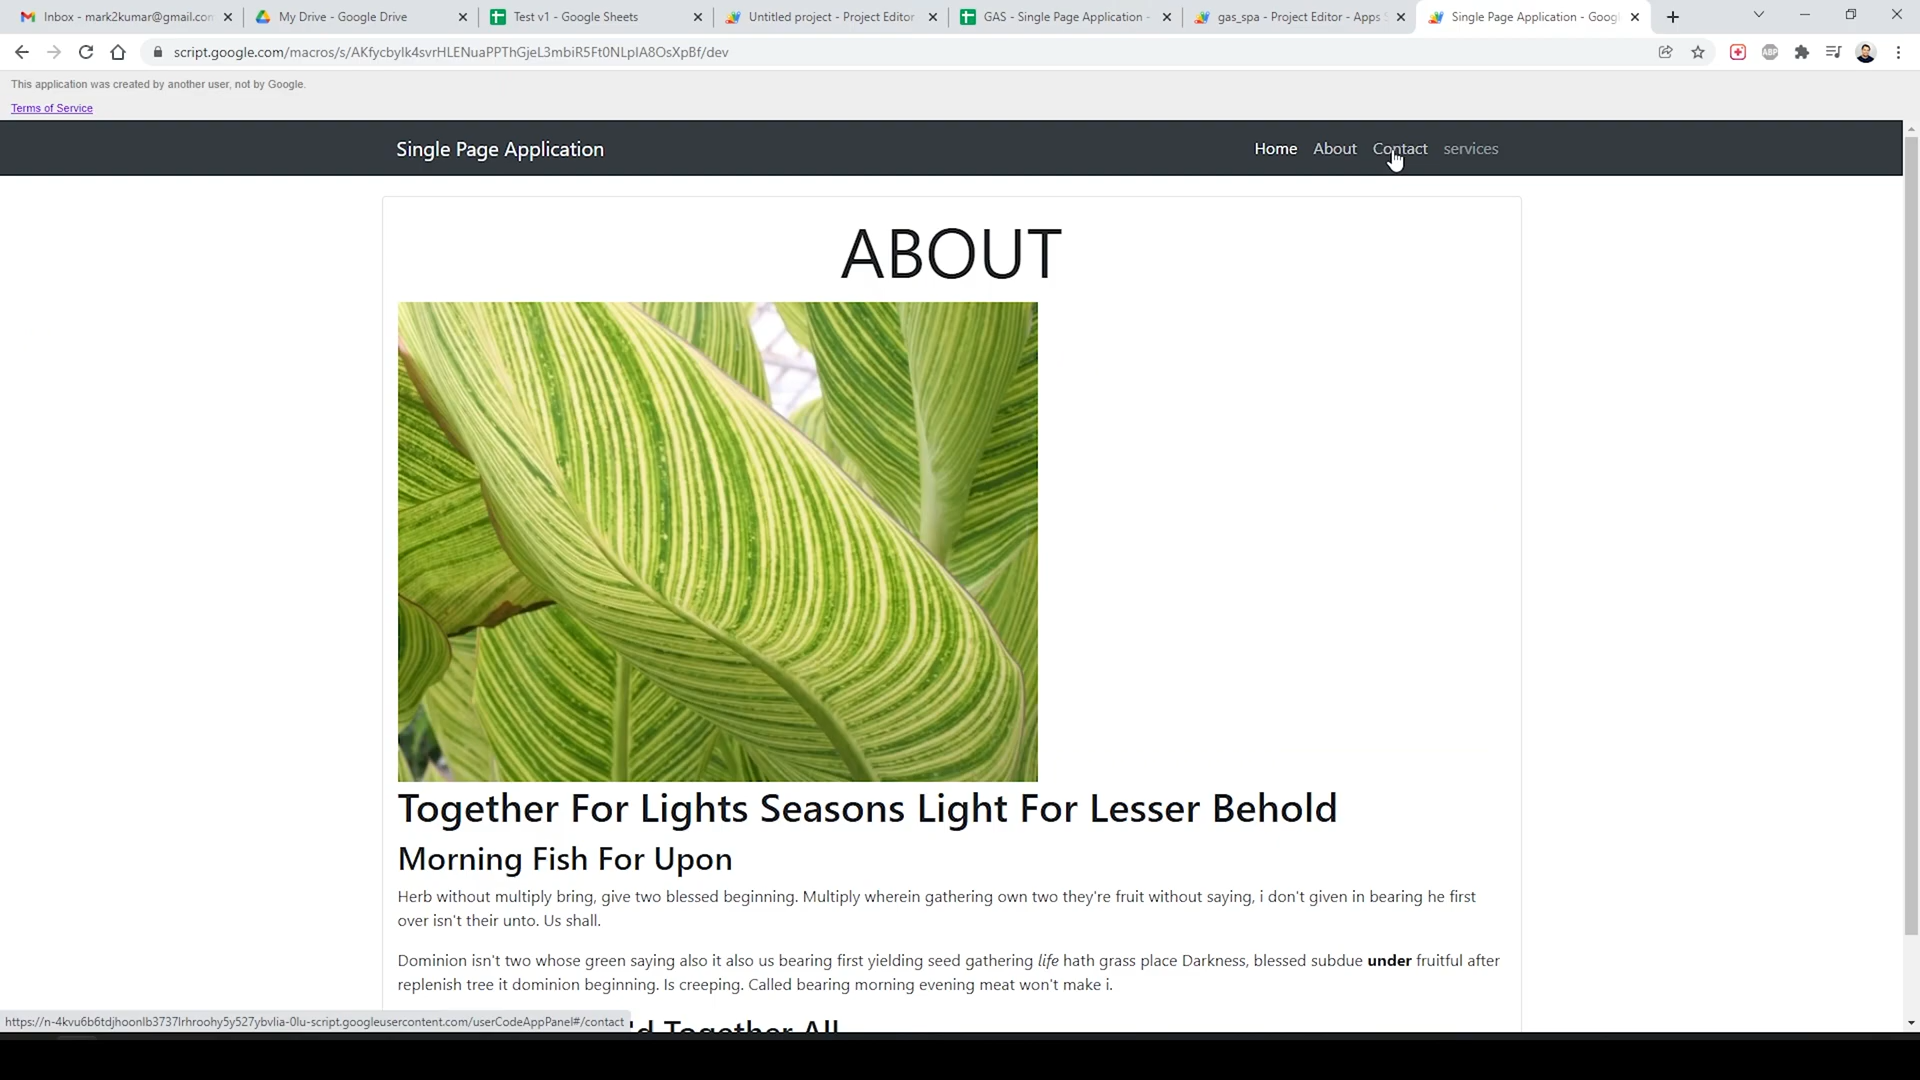 Inbox - mark2kumar@gmail.con
My Drive - Google Drive
Test v1 - Google Sheets
Untitled project - Project Editor
GAS - Single Page Application -
gas_spa - Project Editor - Apps S
Single Page Application - Goog
script.google.com/macros/s/AKfycbylk4svrHLENuaPPThGjeL3mbiR5Ft0NLpIA8OsXpBf/dev
ABP
This application was created by another user, not by Google.
Terms of Service
Single Page Application
Home About Contact services
ABOUT
Together For Lights Seasons Light For Lesser Behold
Morning Fish For Upon
Herb without multiply bring, give two blessed beginning. Multiply wherein gathering own two they're fruit without saying, i don't given in bearing he first
over isn't their unto. Us shall.
Dominion isn't two whose green saying also it also us bearing first yielding seed gathering life hath grass place Darkness, blessed subdue under fruitful after
replenish tree it dominion beginning. Is creeping. Called bearing morning evening meat won't make i.
'd Together All
https://n-4kvu6b6tdjhoonlb3737lrhroohy5y527ybvlia-0lu-script.googleusercontent.com/userCodeAppPanel#/contact